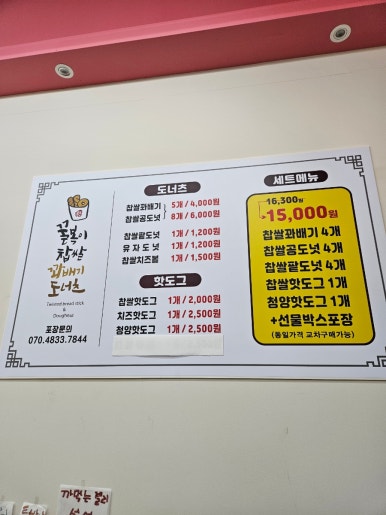 꿀복이
찹쌀
꽈배기
도너츠
Twisted bread stick
&
Doughnut
포장문의
070.4833.7844
도너츠
찹쌀꽈배기 5개 / 4,000원
찹쌀공도넛 8개 / 6,000원
찹쌀팥도넛 1개 / 1,200원
유자도넛 1개 / 1,200원
찹쌀치즈볼 1개 / 1,500원
핫도그
찹쌀핫도그 1개 / 2,000원
치즈핫도그 1개 / 2,500원
청양핫도그 1개 / 2,500원
세트메뉴
16,300원
15,000원
찹쌀꽈배기 4개
찹쌀공도넛 4개
찹쌀팥도넛 4개
찹쌀핫도그 1개
청양핫도그 1개
+선물박스포장
(동일가격 교차구매가능)
까먹는